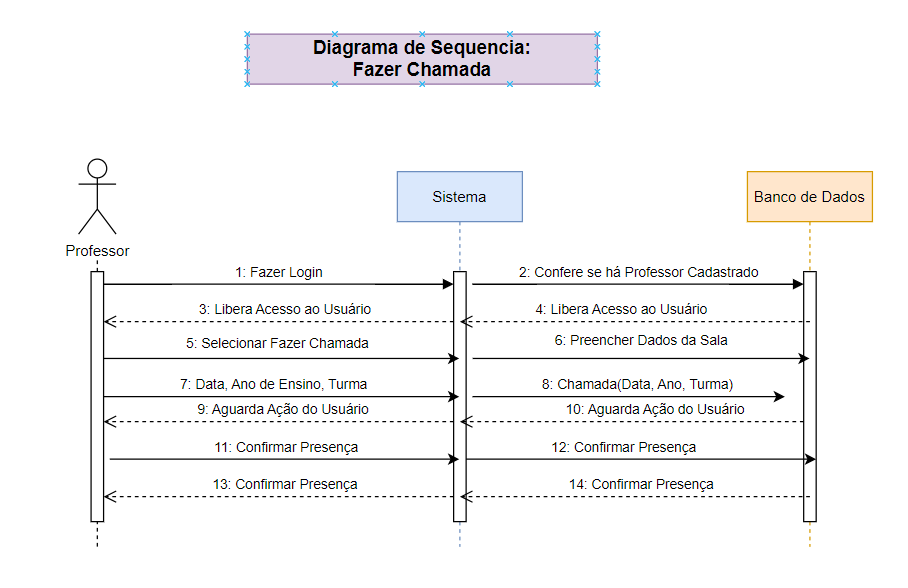 Diagrama de Sequencia:
Fazer Chamada
Sistema
Banco de Dados
Professor
1: Fazer Login
2: Confere se há Professor Cadastrado
3: Libera Acesso ao Usuário
4: Libera Acesso ao Usuário
5: Selecionar Fazer Chamada
6: Preencher Dados da Sala
7: Data, Ano de Ensino, Turma
8: Chamada(Data, Ano, Turma)
9: Aguarda Ação do Usuário
10: Aguarda Ação do Usuário
11: Confirmar Presença
12: Confirmar Presença
13: Confirmar Presença
14: Confirmar Presença